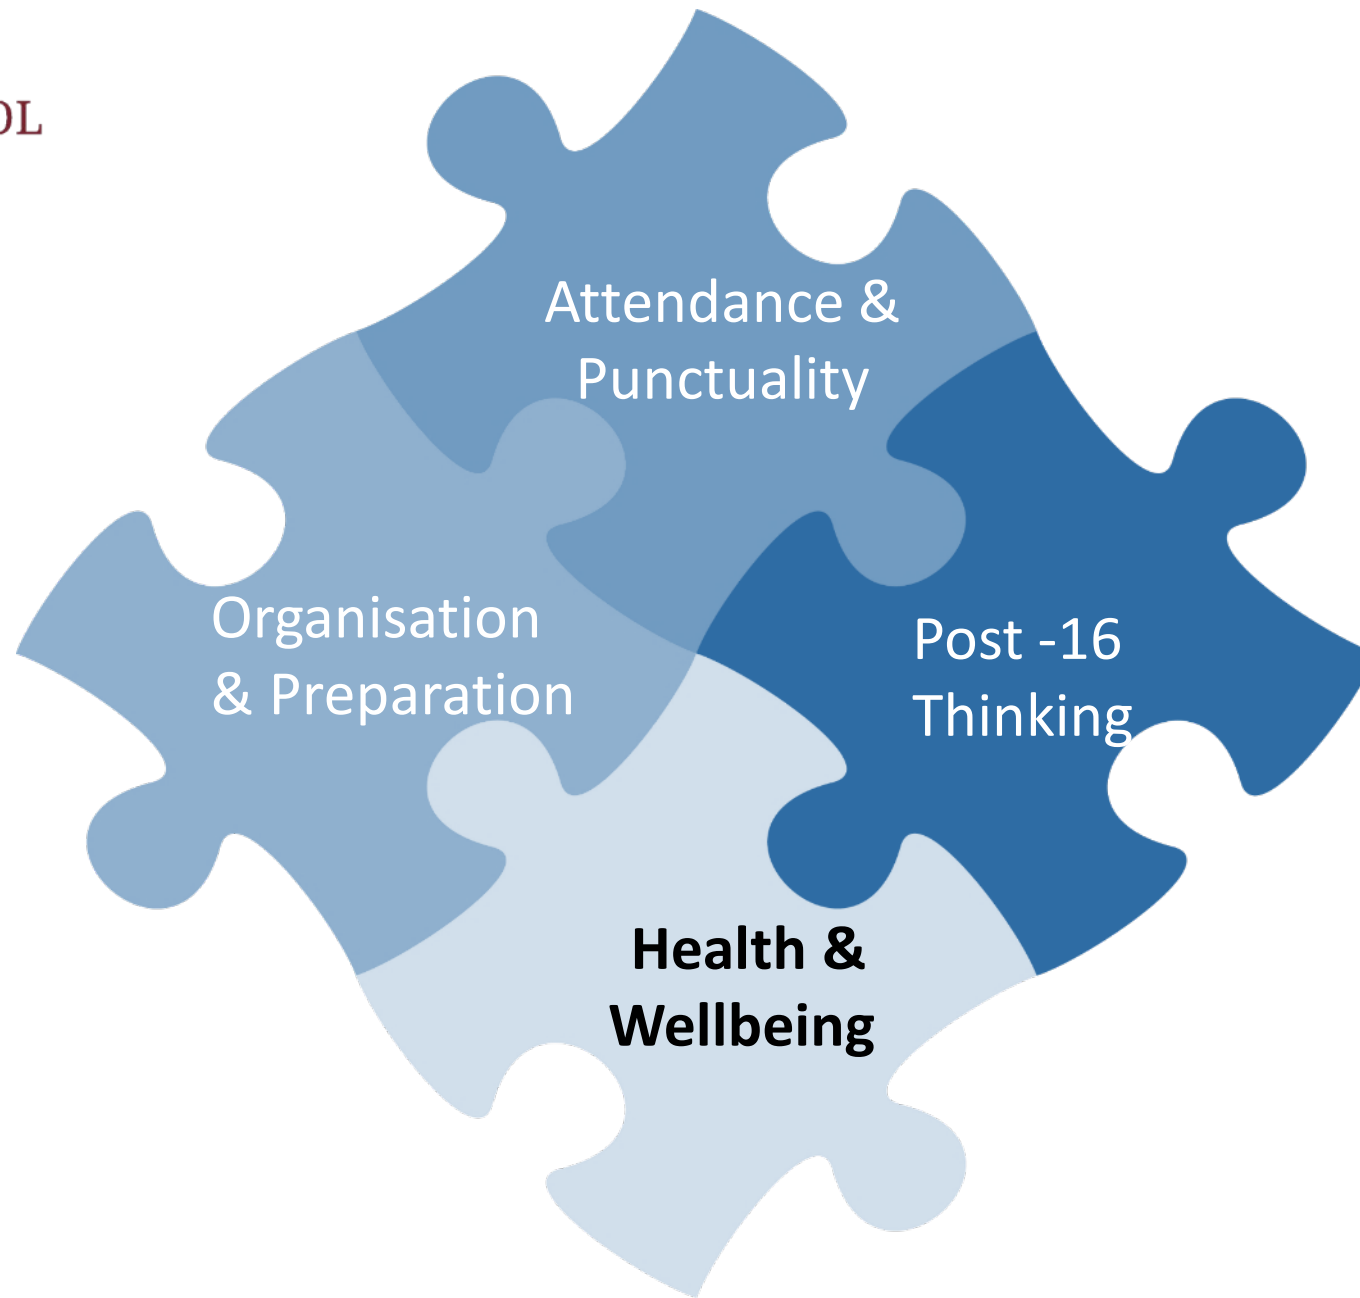 OL
Attendance &
Punctuality
Organisation
& Preparation
Post -16
Thinking
Health &
Wellbeing